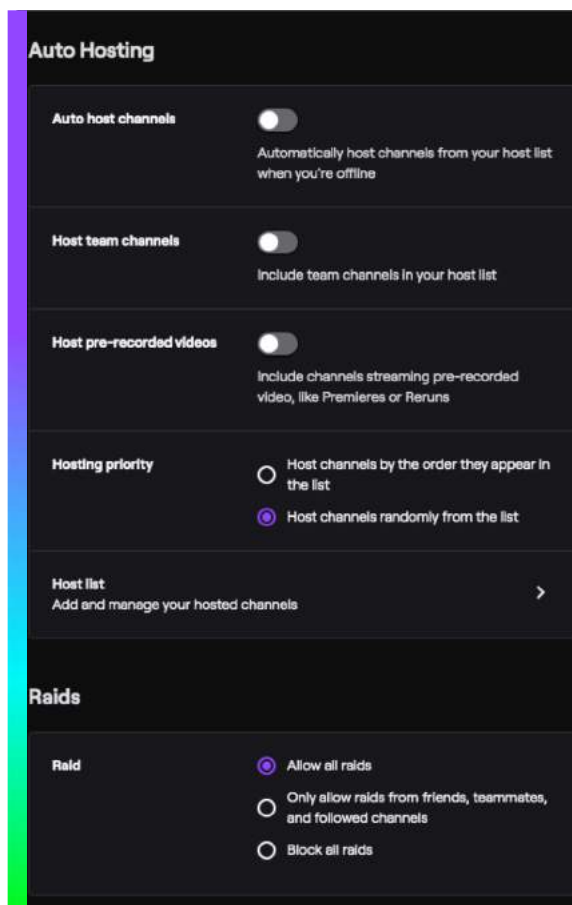 Auto Hosting
Auto host channels
Automatically host channels from your host list
when you're offline
Host team channels
Include team channels in your host list
Host pre-recorded videos
Include channels streaming pre-recorded
video, like Premieres or Reruns
Hosting priority
Host channels by the order they appear in
the list
Host channels randomly from the list
Host list
Add and manage your hosted channels
Raids
Raid
Allow all raids
Only allow raids from friends, teammates,
and followed channels
Block all raids